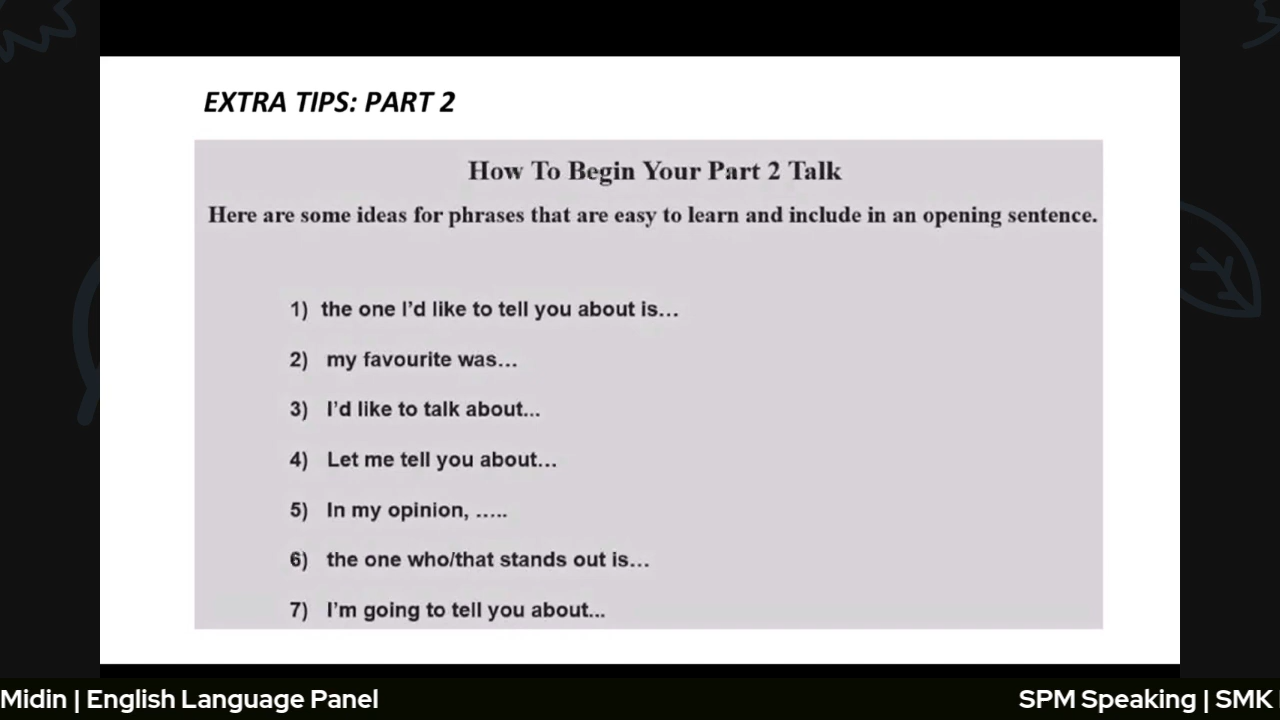 EXTRA TIPS: PART 2
How To Begin Your Part 2 Talk
Here are some ideas for phrases that are easy to learn and include in an opening sentence.
1) the one I’d like to tell you about is...
2) my favourite was...
3) I’d like to talk about...
4) Let me tell you about...
5) In my opinion, .....
6) the one who/that stands out is...
7) I’m going to tell you about...
Midin | English Language Panel
SPM Speaking | SMK